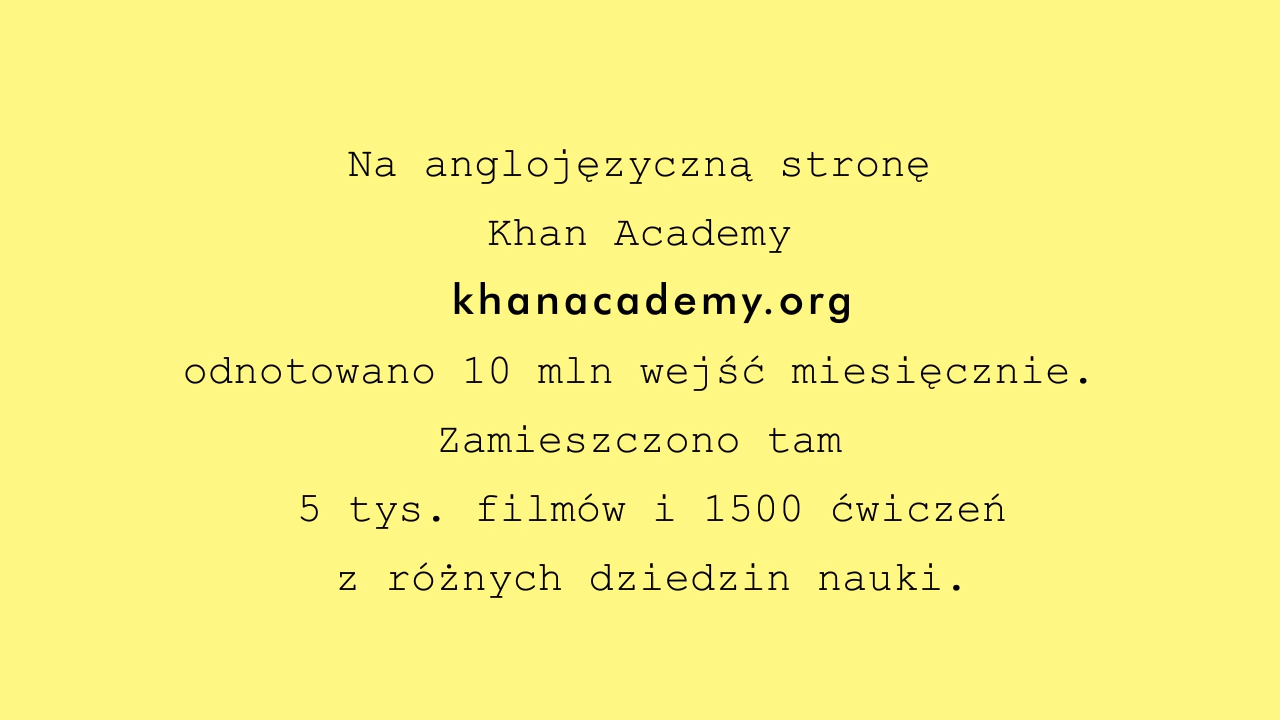 Na anglojęzyczną stronę
Khan Academy
khanacademy.org
odnotowano 10 mln wejść miesięcznie.
Zamieszczono tam
5 tys. filmów i 1500 ćwiczeń
z różnych dziedzin nauki.